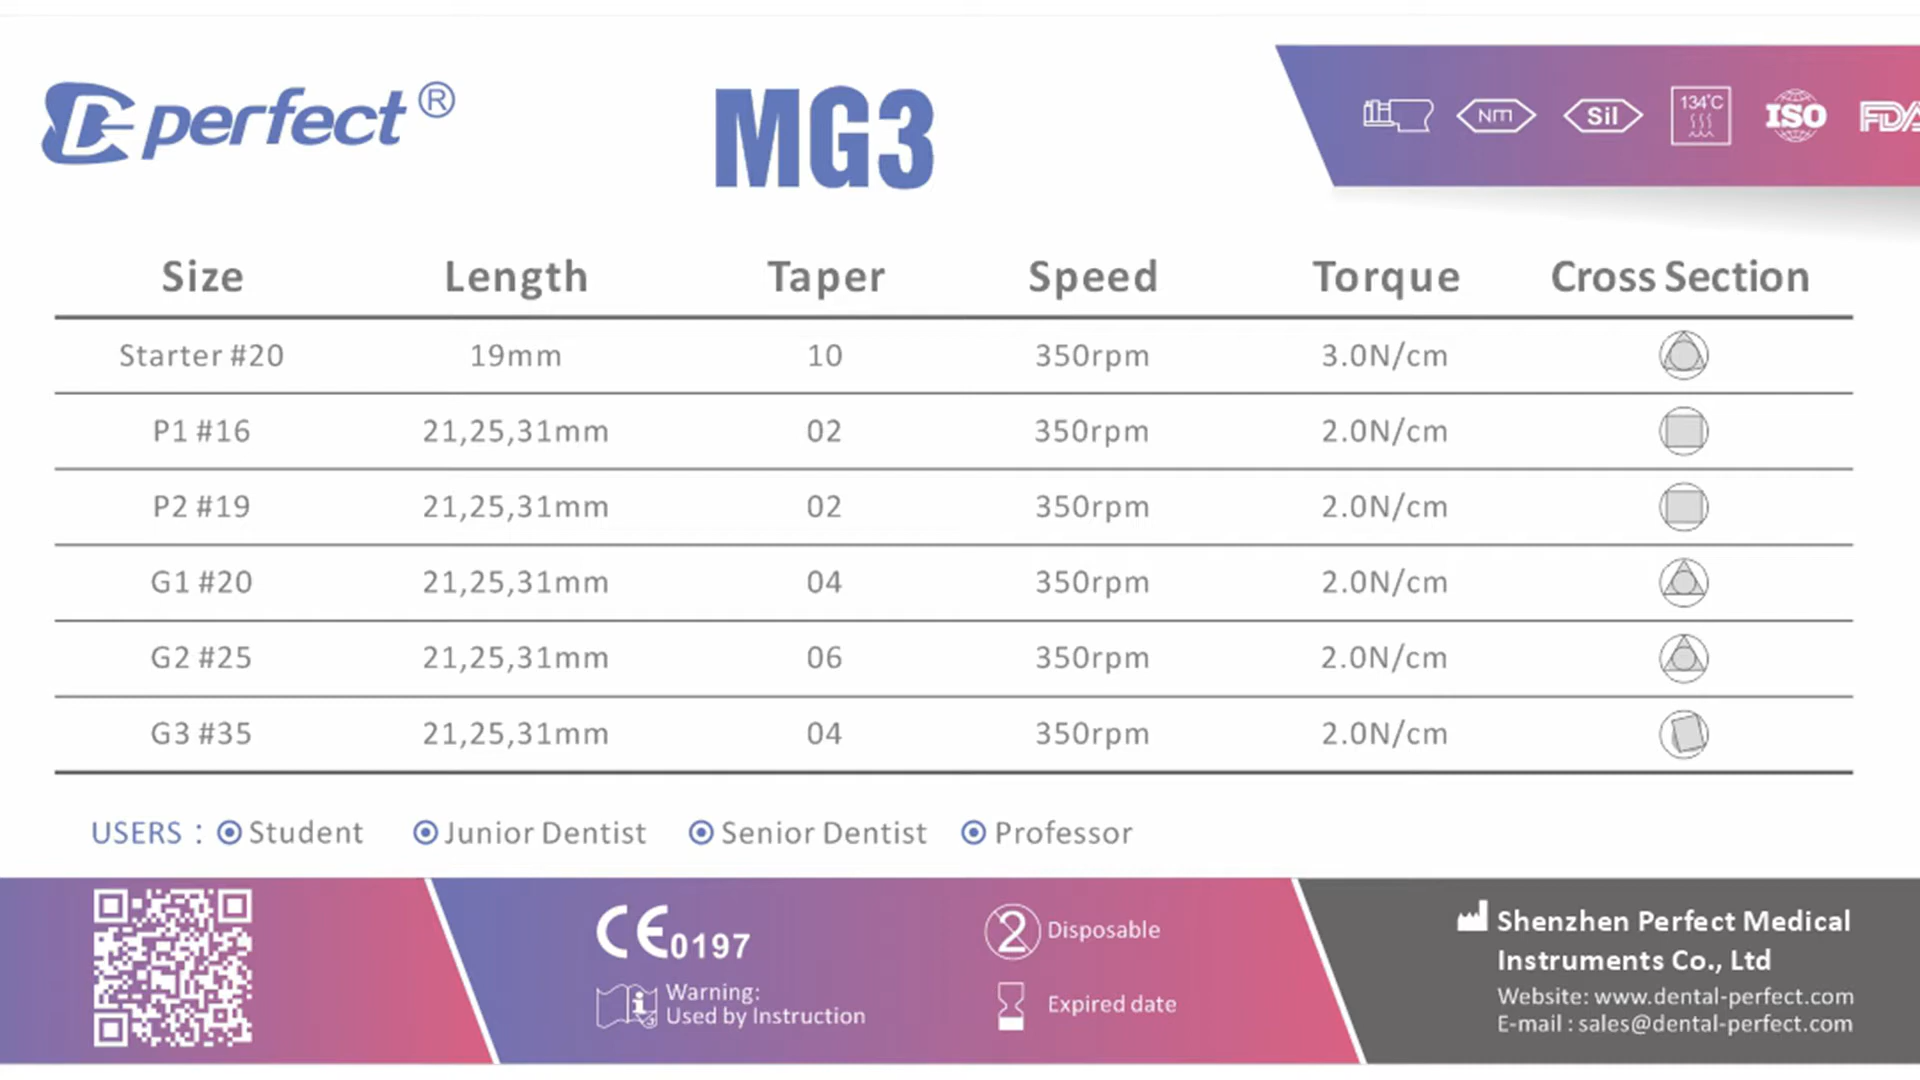 perfect®
MG3
Nm
Sil
134°C
ISO
FDA
Size Length Taper Speed Torque Cross Section
Starter #20 19mm 10 350rpm 3.0N/cm
P1 #16 21,25,31mm 02 350rpm 2.0N/cm
P2 #19 21,25,31mm 02 350rpm 2.0N/cm
G1 #20 21,25,31mm 04 350rpm 2.0N/cm
G2 #25 21,25,31mm 06 350rpm 2.0N/cm
G3 #35 21,25,31mm 04 350rpm 2.0N/cm
USERS : Student Junior Dentist Senior Dentist Professor
CE0197
Warning:
Used by Instruction
2 Disposable
Expired date
Shenzhen Perfect Medical
Instruments Co., Ltd
Website: www.dental-perfect.com
E-mail : sales@dental-perfect.com